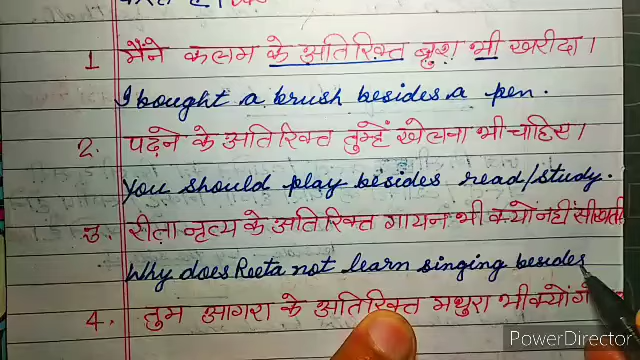 1 मैंने कलम के अतिरिक्त ब्रुश भी खरीदा।
I bought a brush besides a pen.
2. पढ़ने के अतिरिक्त तुम्हें खेलना भी चाहिए।
You should play besides read/study.
3. रीता नृत्य के अतिरिक्त गायन भी क्यों नहीं सीखती
Why does Reeta not learn singing besides
4. तुम आगरा के अतिरिक्त मथुरा भी क्यों
PowerDirector